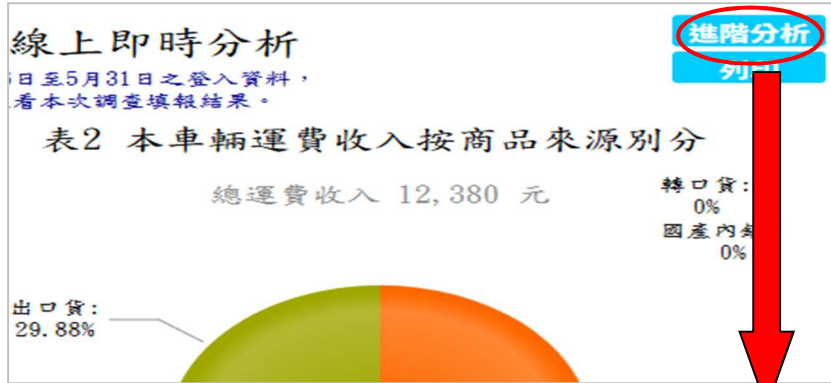 線上即時分析
進階分析
列印
6日至5月31日之登入資料，
看本次調查填報結果。
表2 本車輛運費收入按商品來源別分
總運費收入 12,380 元
轉口貨:
0%
國產內
0%
出口貨:
29.88%